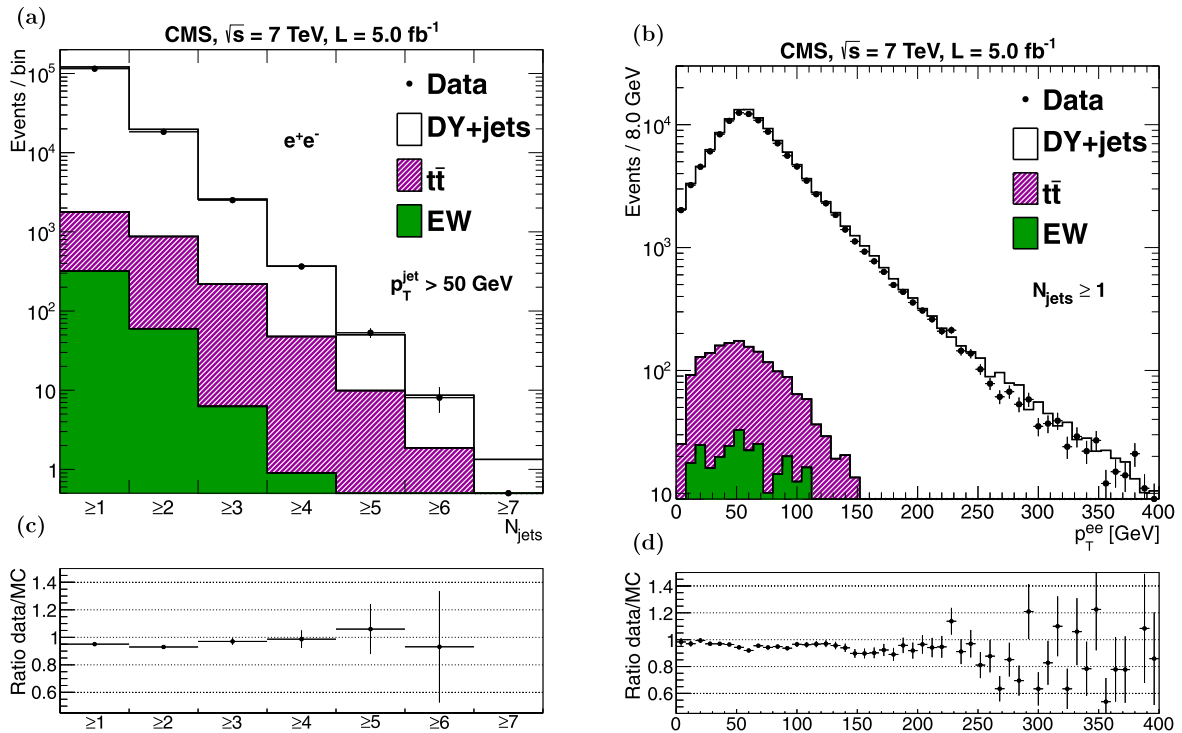 (a)
CMS, √s = 7 TeV, L = 5.0 fb⁻¹
Events / bin
10⁵
10⁴
10³
10²
10
1
Data
DY+jets
tt̄
EW
e⁺e⁻
p_T^jet > 50 GeV
≥1 ≥2 ≥3 ≥4 ≥5 ≥6 ≥7
N_jets
(b)
CMS, √s = 7 TeV, L = 5.0 fb⁻¹
Events / 8.0 GeV
10⁴
10³
10²
10
Data
DY+jets
tt̄
EW
N_jets ≥ 1
0 50 100 150 200 250 300 350 400
p_T^ee [GeV]
(c)
Ratio data/MC
1.4
1.2
1
0.8
0.6
≥1 ≥2 ≥3 ≥4 ≥5 ≥6 ≥7
(d)
Ratio data/MC
1.4
1.2
1
0.8
0.6
0 50 100 150 200 250 300 350 400